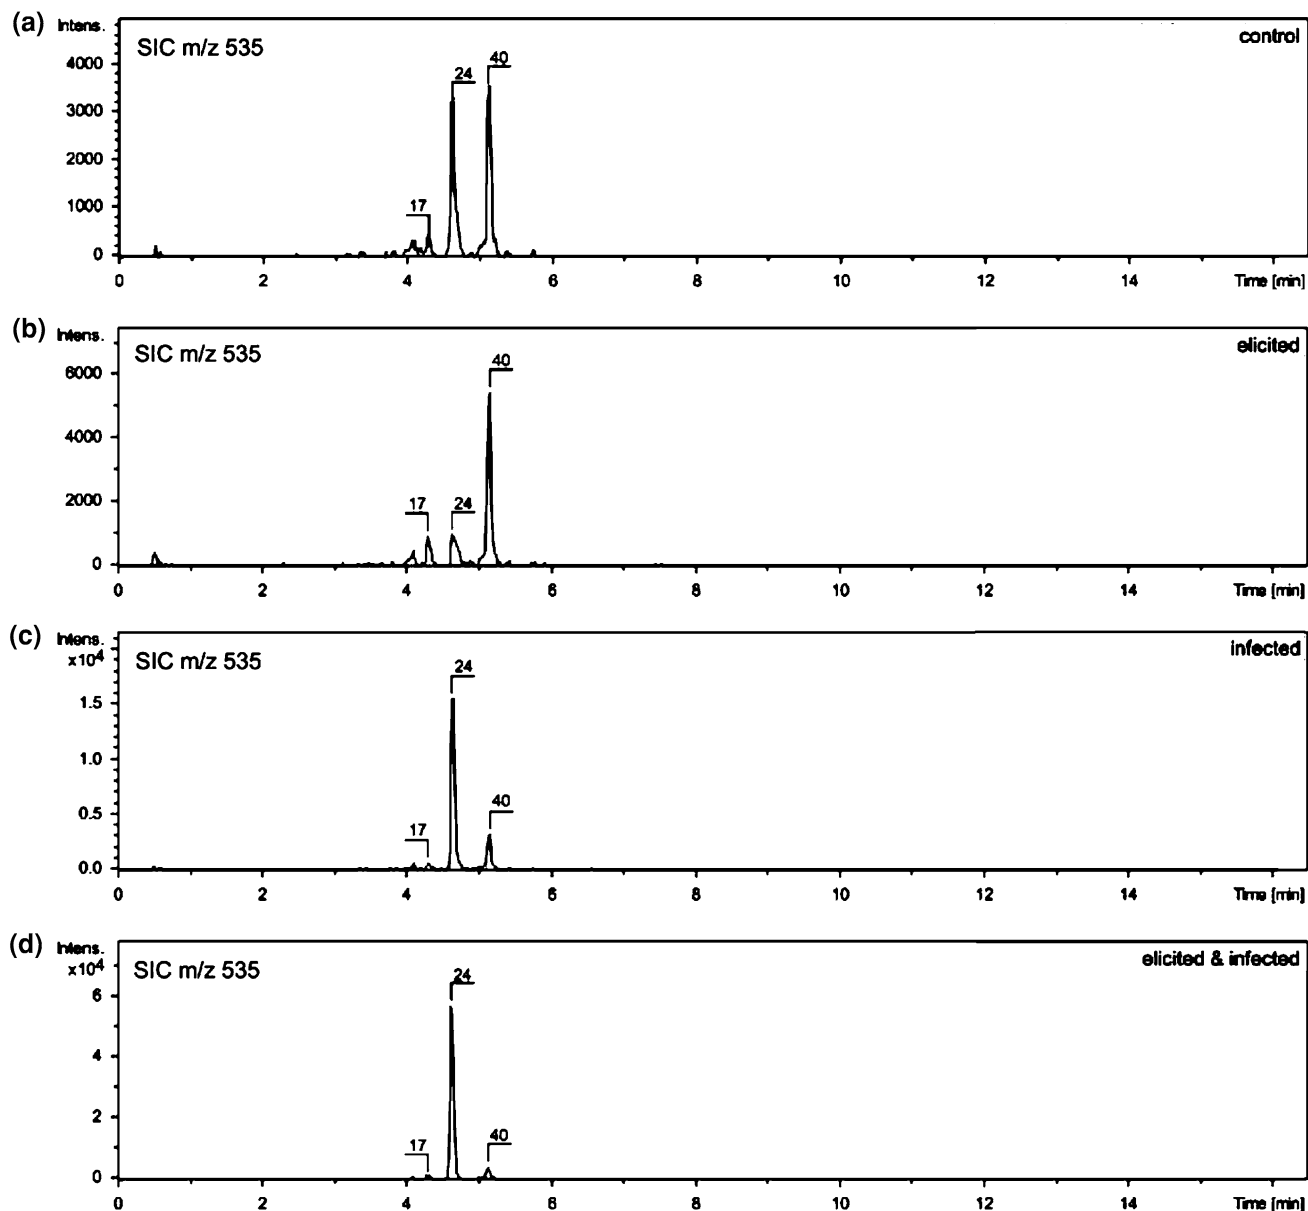 (a) Intens. SIC m/z 535 control
40
24
4000
3000
2000
17
1000
0
0 2 4 6 8 10 12 14 Time [min]
(b) Intens. SIC m/z 535 elicited
40
6000
4000
17 24
2000
0
0 2 4 6 8 10 12 14 Time [min]
(c) Intens. SIC m/z 535 infected
x10⁴
24
1.5
1.0
40
0.5
17
0.0
0 2 4 6 8 10 12 14 Time [min]
(d) Intens. SIC m/z 535 elicited & infected
x10⁴
24
6
4
2
40
17
0
0 2 4 6 8 10 12 14 Time [min]